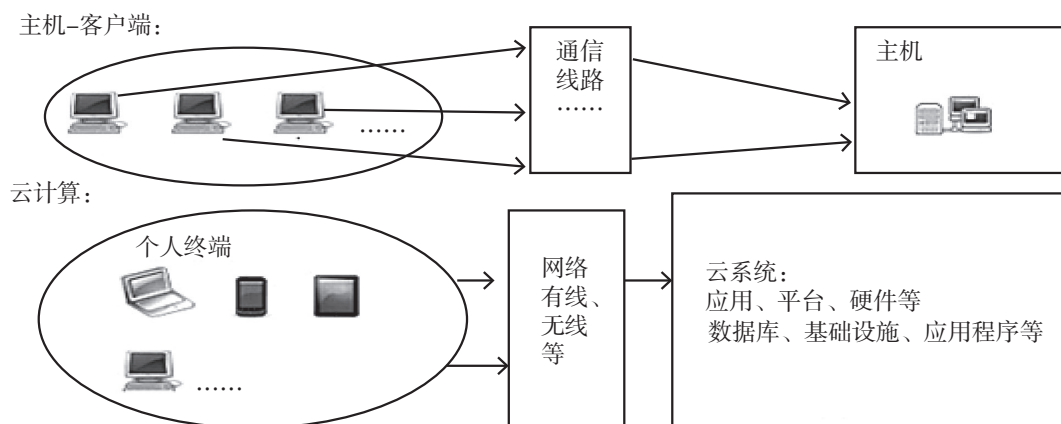 主机-客户端：
通信
线路
……
主机
……
云计算：
个人终端
……
网络
有线、
无线
等
云系统：
应用、平台、硬件等
数据库、基础设施、应用程序等